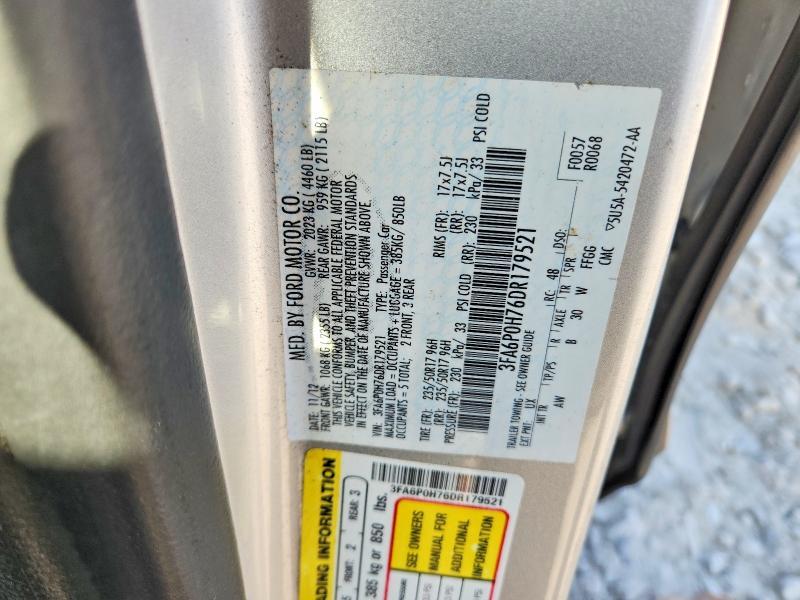 MFD. BY FORD MOTOR CO.
DATE: 11/12 GVWR: 2023 KG ( 4460 LB)
FRONT GAWR: 1068 KG ( 2355 LB) REAR GAWR: 959 KG ( 2115 LB)
THIS VEHICLE CONFORMS TO ALL APPLICABLE FEDERAL MOTOR
VEHICLE SAFETY, BUMPER, AND THEFT PREVENTION STANDARDS
IN EFFECT ON THE DATE OF MANUFACTURE SHOWN ABOVE.
VIN: 3FA6P0H76DR179521 TYPE: Passenger Car
MAXIMUM LOAD = OCCUPANTS + LUGGAGE = 385KG/ 850LB
OCCUPANTS = 5 TOTAL; 2 FRONT, 3 REAR
TIRE (FR): 235/50R17 96H RIMS (FR): 17x7.5J
(RR): 235/50R17 96H (RR): 17x7.5J
PRESSURE (FR): 230 kPa/ 33 PSI COLD (RR): 230 kPa/ 33 PSI COLD
3FA6P0H76DR179521
F0057
R0068
TRAILER TOWING - SEE OWNER GUIDE
EXT PNT: UX RC: 48 DSO:
INT TR TP/PS R AXLE TR SPR
AW B 30 W FFGG
CMC ▽5U5A-5420472-AA
ADING INFORMATION
5 FRONT: 2 REAR: 3
385 kg or 850 lbs.
3FA6P0H76DR179521
SEE OWNERS
MANUAL FOR
ADDITIONAL
INFORMATION